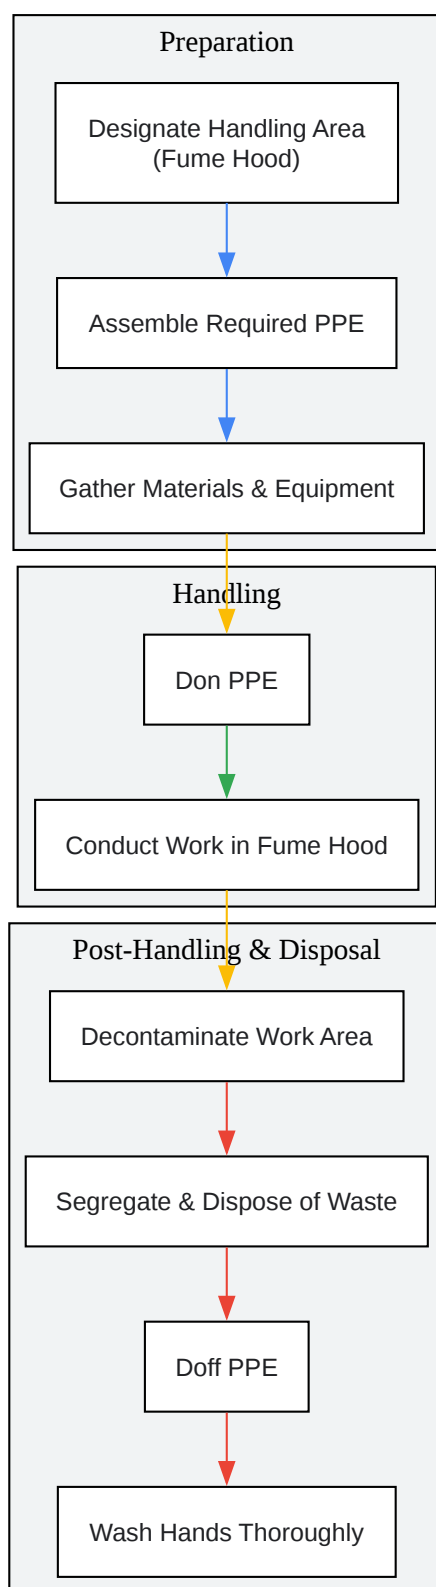 Preparation
Designate Handling Area
(Fume Hood)
Assemble Required PPE
Gather Materials & Equipment
Handling
Don PPE
Conduct Work in Fume Hood
Post-Handling & Disposal
Decontaminate Work Area
Segregate & Dispose of Waste
Doff PPE
Wash Hands Thoroughly